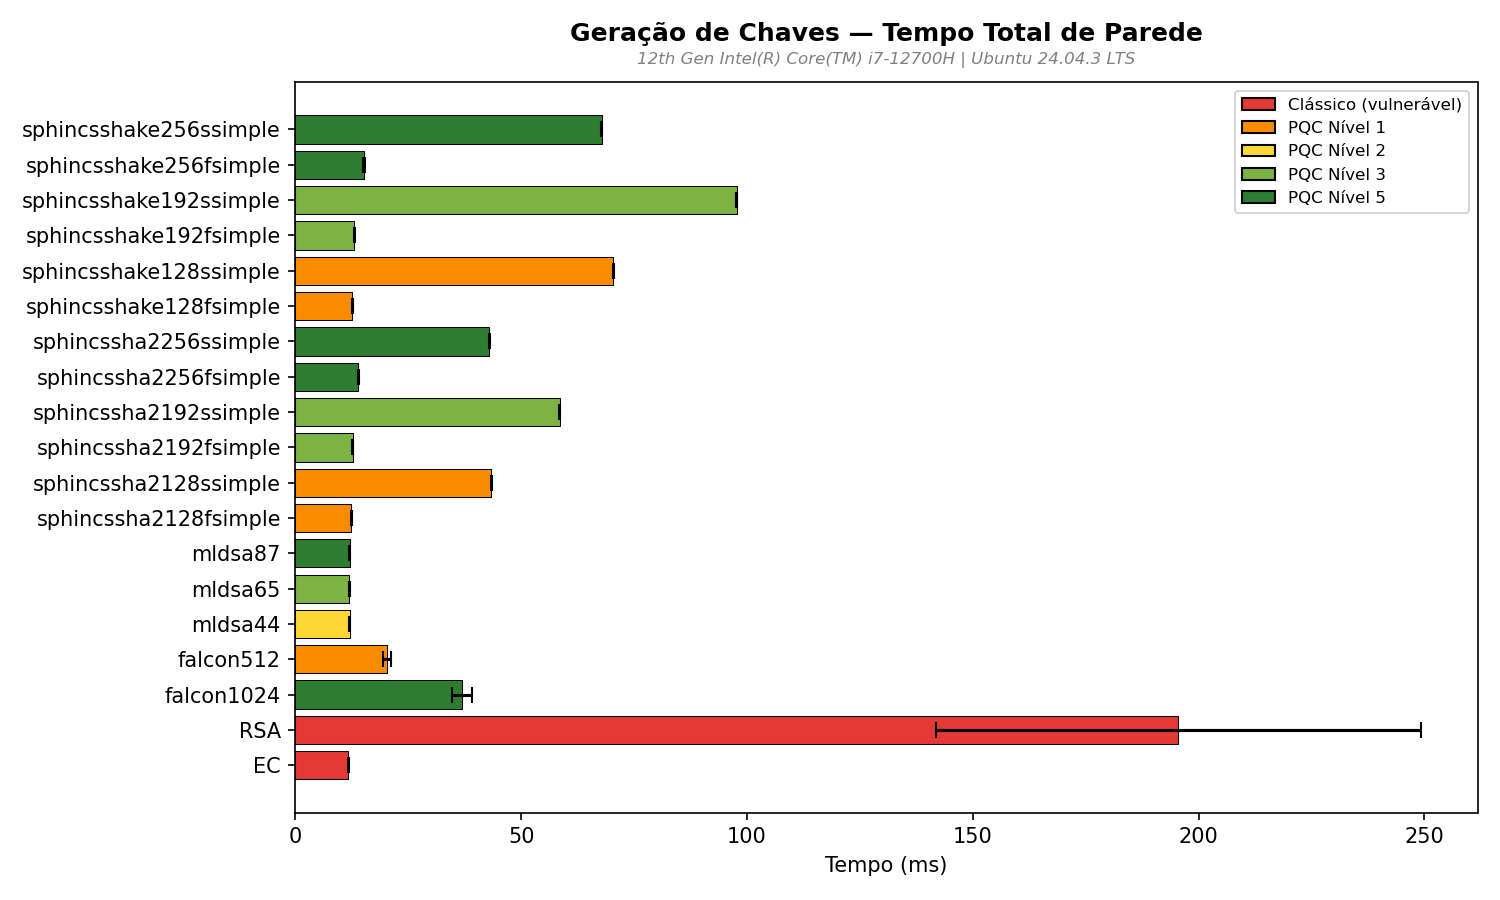 Geração de Chaves — Tempo Total de Parede
12th Gen Intel(R) Core(TM) i7-12700H | Ubuntu 24.04.3 LTS
Clássico (vulnerável)
PQC Nível 1
PQC Nível 2
PQC Nível 3
PQC Nível 5
sphincsshake256ssimple
sphincsshake256fsimple
sphincsshake192ssimple
sphincsshake192fsimple
sphincsshake128ssimple
sphincsshake128fsimple
sphincssha2256ssimple
sphincssha2256fsimple
sphincssha2192ssimple
sphincssha2192fsimple
sphincssha2128ssimple
sphincssha2128fsimple
mldsa87
mldsa65
mldsa44
falcon512
falcon1024
RSA
EC
0 50 100 150 200 250
Tempo (ms)